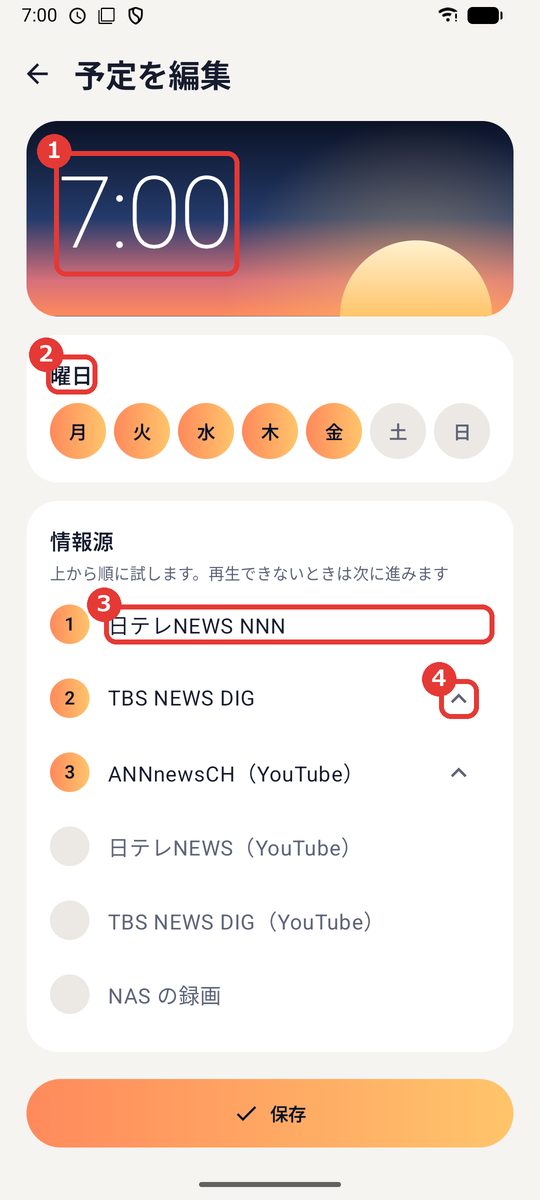 7:00
予定を編集
1
7:00
2
曜日
月 火 水 木 金 土 日
情報源
上から順に試します。再生できないときは次に進みます
3
1 日テレNEWS NNN
4
2 TBS NEWS DIG
3 ANNnewsCH（YouTube）
日テレNEWS（YouTube）
TBS NEWS DIG（YouTube）
NAS の録画
保存